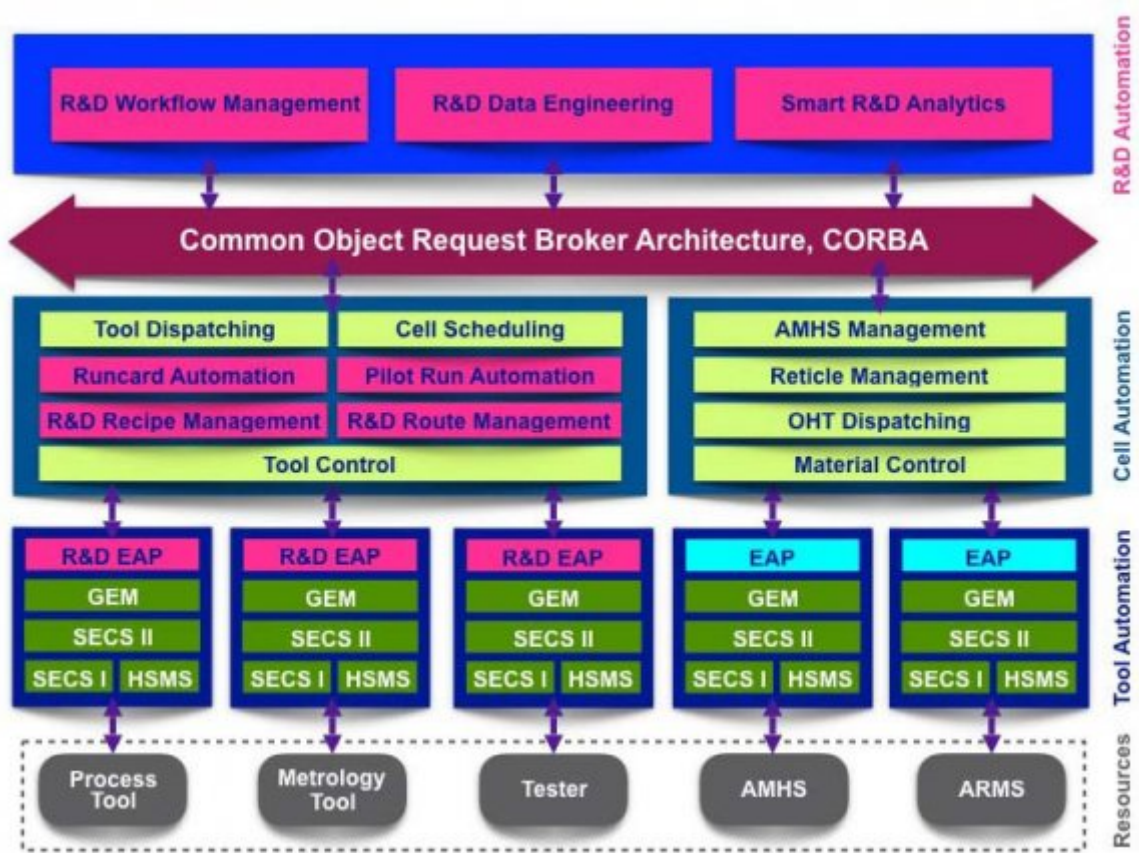 R&D Workflow Management
R&D Data Engineering
Smart R&D Analytics
R&D Automation
Common Object Request Broker Architecture, CORBA
Tool Dispatching
Cell Scheduling
Runcard Automation
Pilot Run Automation
R&D Recipe Management
R&D Route Management
Tool Control
AMHS Management
Reticle Management
OHT Dispatching
Material Control
Cell Automation
R&D EAP
GEM
SECS II
SECS I
HSMS
R&D EAP
GEM
SECS II
SECS I
HSMS
R&D EAP
GEM
SECS II
SECS I
HSMS
EAP
GEM
SECS II
SECS I
HSMS
EAP
GEM
SECS II
SECS I
HSMS
Tool Automation
Process
Tool
Metrology
Tool
Tester
AMHS
ARMS
Resources